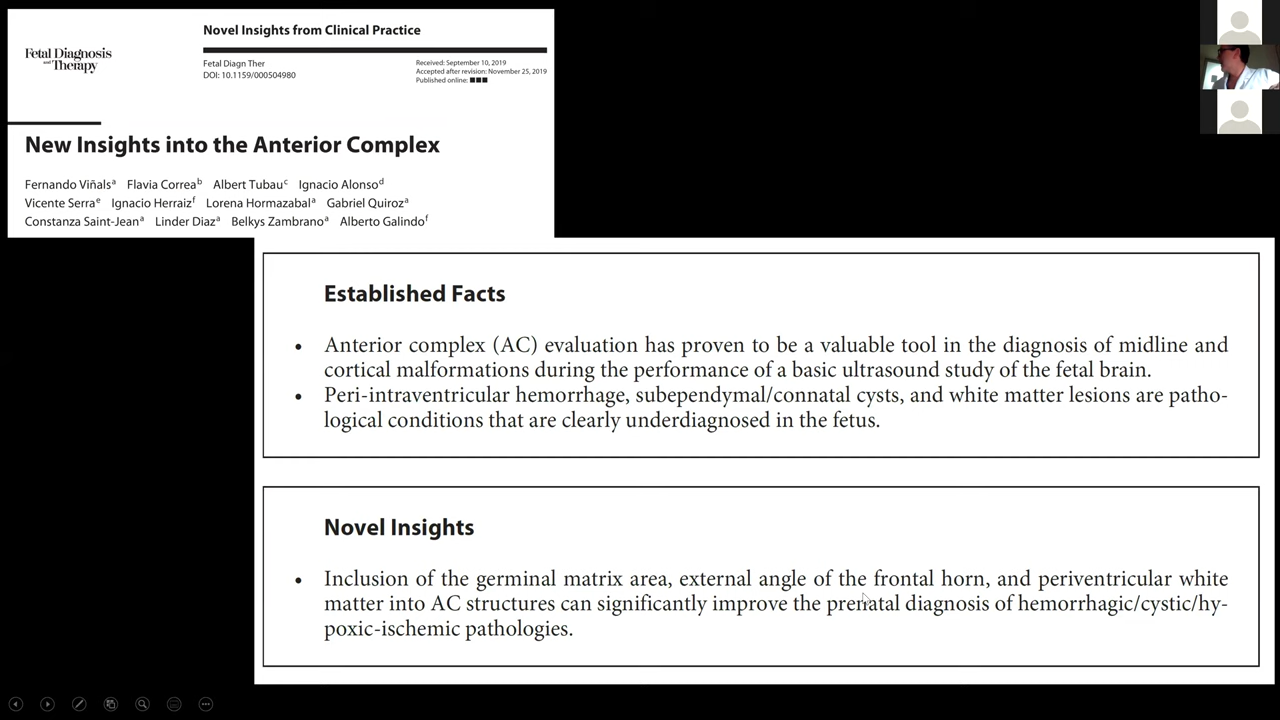 Fetal Diagnosis
and Therapy
Novel Insights from Clinical Practice
Fetal Diagn Ther
DOI: 10.1159/000504980
Received: September 10, 2019
Accepted after revision: November 25, 2019
Published online: ■■■
New Insights into the Anterior Complex
Fernando Viñalsa Flavia Correab Albert Tubauc Ignacio Alonsod
Vicente Serrae Ignacio Herraizf Lorena Hormazabala Gabriel Quiroza
Constanza Saint-Jeana Linder Diaza Belkys Zambranoa Alberto Galindof
Established Facts
• Anterior complex (AC) evaluation has proven to be a valuable tool in the diagnosis of midline and
cortical malformations during the performance of a basic ultrasound study of the fetal brain.
• Peri-intraventricular hemorrhage, subependymal/connatal cysts, and white matter lesions are patho-
logical conditions that are clearly underdiagnosed in the fetus.
Novel Insights
• Inclusion of the germinal matrix area, external angle of the frontal horn, and periventricular white
matter into AC structures can significantly improve the prenatal diagnosis of hemorrhagic/cystic/hy-
poxic-ischemic pathologies.